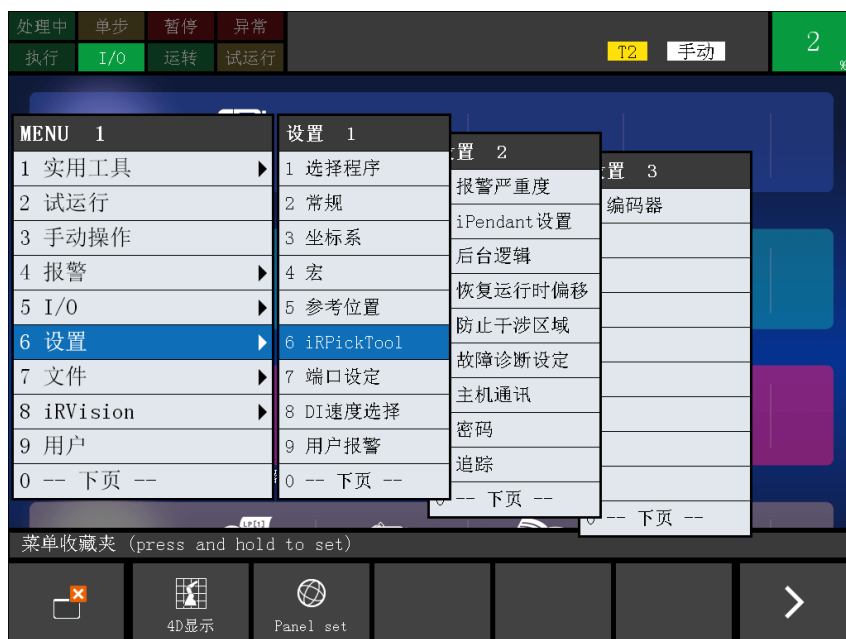 处理中 单步 暂停 异常
执行 I/O 运转 试运行
T2 手动
2
%
MENU 1
1 实用工具
2 试运行
3 手动操作
4 报警
5 I/O
6 设置
7 文件
8 iRVision
9 用户
0 -- 下页 --
设置 1
1 选择程序
2 常规
3 坐标系
4 宏
5 参考位置
6 iRPickTool
7 端口设定
8 DI速度选择
9 用户报警
0 -- 下页 --
置 2
报警严重度
iPendant设置
后台逻辑
恢复运行时偏移
防止干涉区域
故障诊断设定
主机通讯
密码
追踪
0 -- 下页 --
置 3
编码器
0 -- 下页 --
菜单收藏夹 (press and hold to set)
4D显示
Panel set